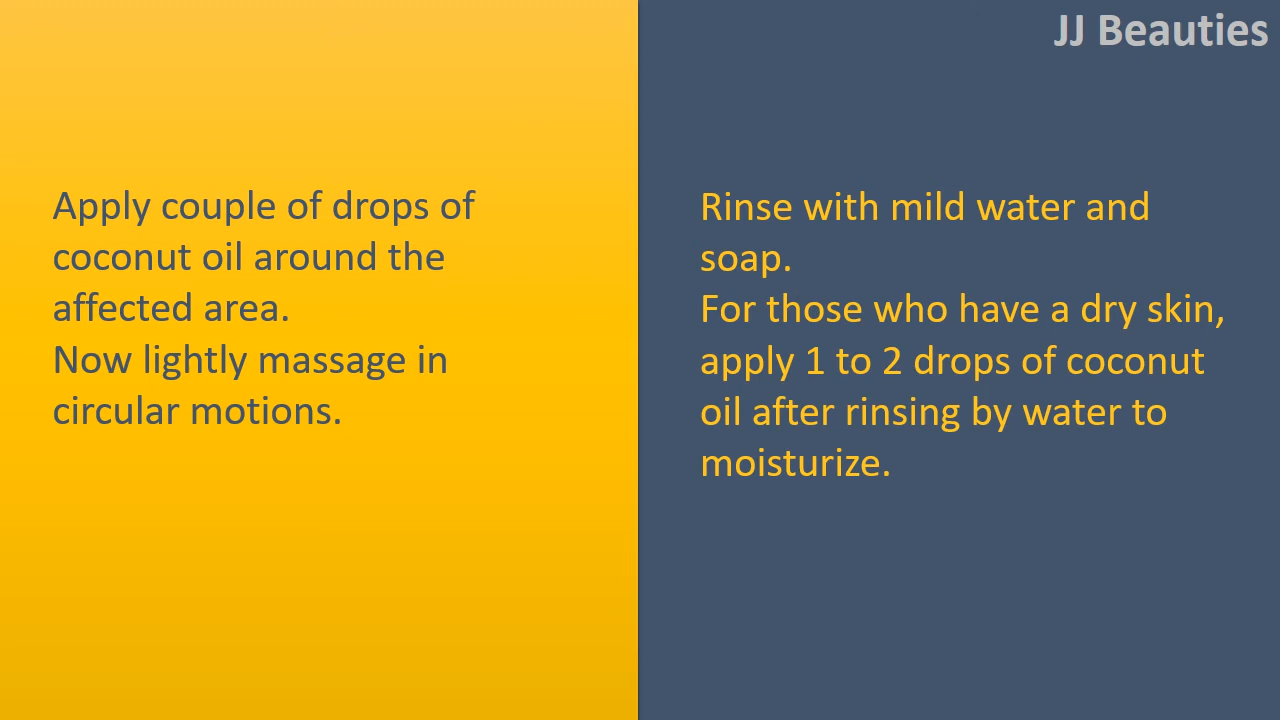 JJ Beauties
Apply couple of drops of
coconut oil around the
affected area.
Now lightly massage in
circular motions.
Rinse with mild water and
soap.
For those who have a dry skin,
apply 1 to 2 drops of coconut
oil after rinsing by water to
moisturize.